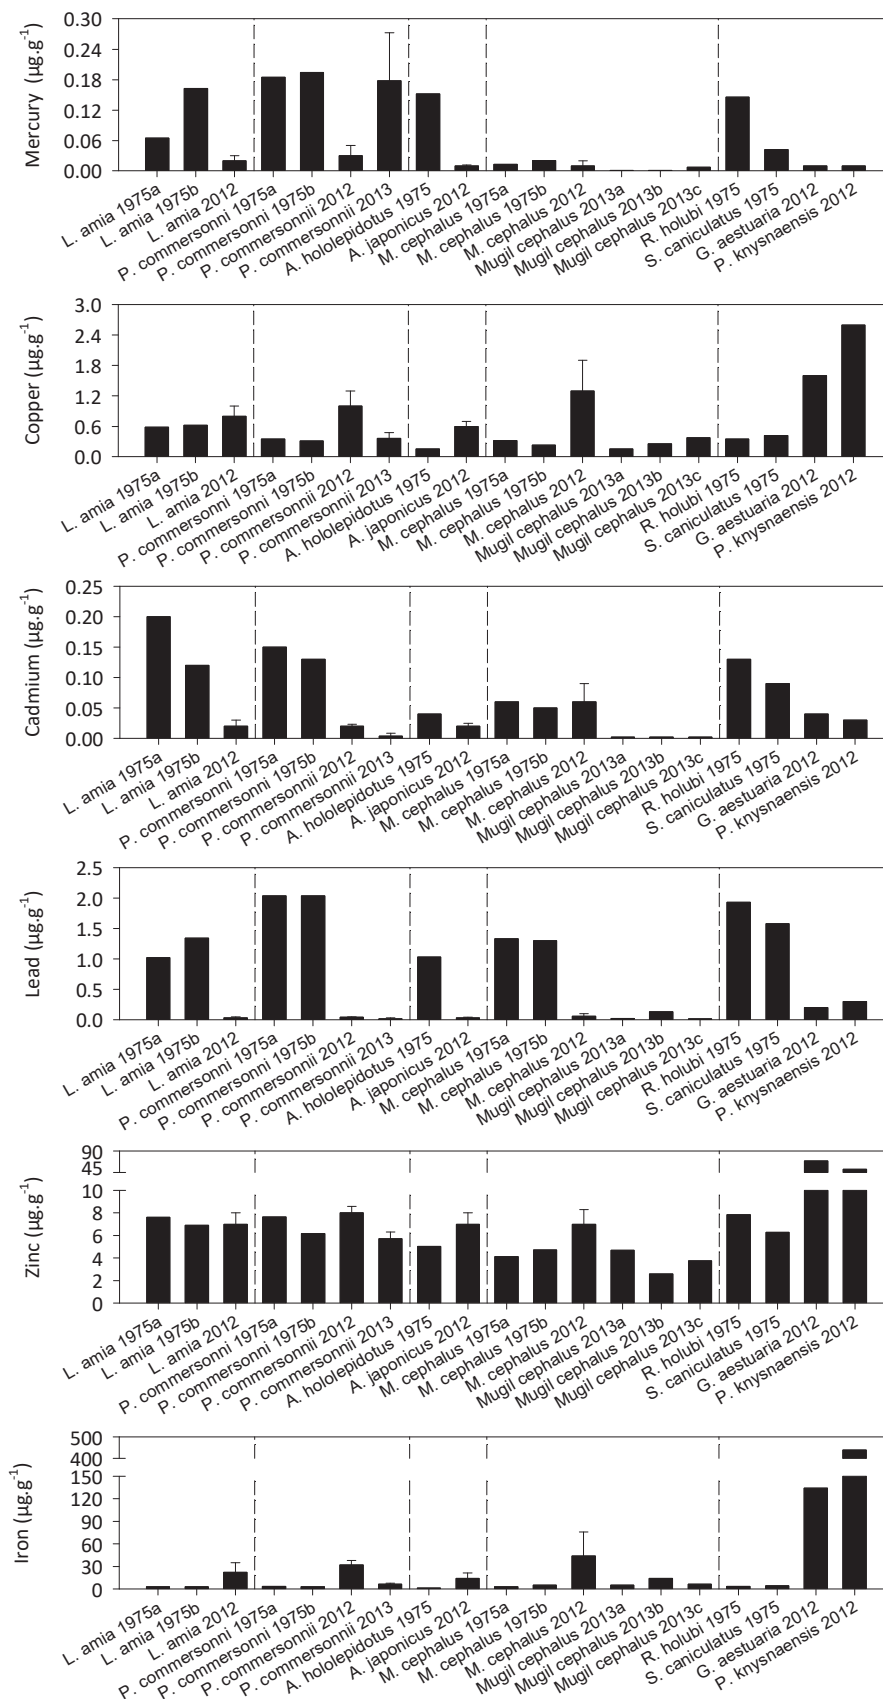 Mercury (µg.g-1)
0.30
0.24
0.18
0.12
0.06
0.00
L. amia 1975a
L. amia 1975b
L. amia 2012
P. commersonni 1975a
P. commersonni 1975b
P. commersonnii 2012
P. commersonnii 2013
A. hololepidotus 1975
A. japonicus 2012
M. cephalus 1975a
M. cephalus 1975b
M. cephalus 2012
Mugil cephalus 2013a
Mugil cephalus 2013b
Mugil cephalus 2013c
R. holubi 1975
S. caniculatus 1975
G. aestuaria 2012
P. knysnaensis 2012
Copper (µg.g-1)
3.0
2.4
1.8
1.2
0.6
0.0
L. amia 1975a
L. amia 1975b
L. amia 2012
P. commersonni 1975a
P. commersonni 1975b
P. commersonnii 2012
P. commersonnii 2013
A. hololepidotus 1975
A. japonicus 2012
M. cephalus 1975a
M. cephalus 1975b
M. cephalus 2012
Mugil cephalus 2013a
Mugil cephalus 2013b
Mugil cephalus 2013c
R. holubi 1975
S. caniculatus 1975
G. aestuaria 2012
P. knysnaensis 2012
Cadmium (µg.g-1)
0.25
0.20
0.15
0.10
0.05
0.00
L. amia 1975a
L. amia 1975b
L. amia 2012
P. commersonni 1975a
P. commersonni 1975b
P. commersonnii 2012
P. commersonnii 2013
A. hololepidotus 1975
A. japonicus 2012
M. cephalus 1975a
M. cephalus 1975b
M. cephalus 2012
Mugil cephalus 2013a
Mugil cephalus 2013b
Mugil cephalus 2013c
R. holubi 1975
S. caniculatus 1975
G. aestuaria 2012
P. knysnaensis 2012
Lead (µg.g-1)
2.5
2.0
1.5
1.0
0.5
0.0
L. amia 1975a
L. amia 1975b
L. amia 2012
P. commersonni 1975a
P. commersonni 1975b
P. commersonnii 2012
P. commersonnii 2013
A. hololepidotus 1975
A. japonicus 2012
M. cephalus 1975a
M. cephalus 1975b
M. cephalus 2012
Mugil cephalus 2013a
Mugil cephalus 2013b
Mugil cephalus 2013c
R. holubi 1975
S. caniculatus 1975
G. aestuaria 2012
P. knysnaensis 2012
Zinc (µg.g-1)
90
45
10
8
6
4
2
0
L. amia 1975a
L. amia 1975b
L. amia 2012
P. commersonni 1975a
P. commersonni 1975b
P. commersonnii 2012
P. commersonnii 2013
A. hololepidotus 1975
A. japonicus 2012
M. cephalus 1975a
M. cephalus 1975b
M. cephalus 2012
Mugil cephalus 2013a
Mugil cephalus 2013b
Mugil cephalus 2013c
R. holubi 1975
S. caniculatus 1975
G. aestuaria 2012
P. knysnaensis 2012
Iron (µg.g-1)
500
400
150
120
90
60
30
0
L. amia 1975a
L. amia 1975b
L. amia 2012
P. commersonni 1975a
P. commersonni 1975b
P. commersonnii 2012
P. commersonnii 2013
A. hololepidotus 1975
A. japonicus 2012
M. cephalus 1975a
M. cephalus 1975b
M. cephalus 2012
Mugil cephalus 2013a
Mugil cephalus 2013b
Mugil cephalus 2013c
R. holubi 1975
S. caniculatus 1975
G. aestuaria 2012
P. knysnaensis 2012